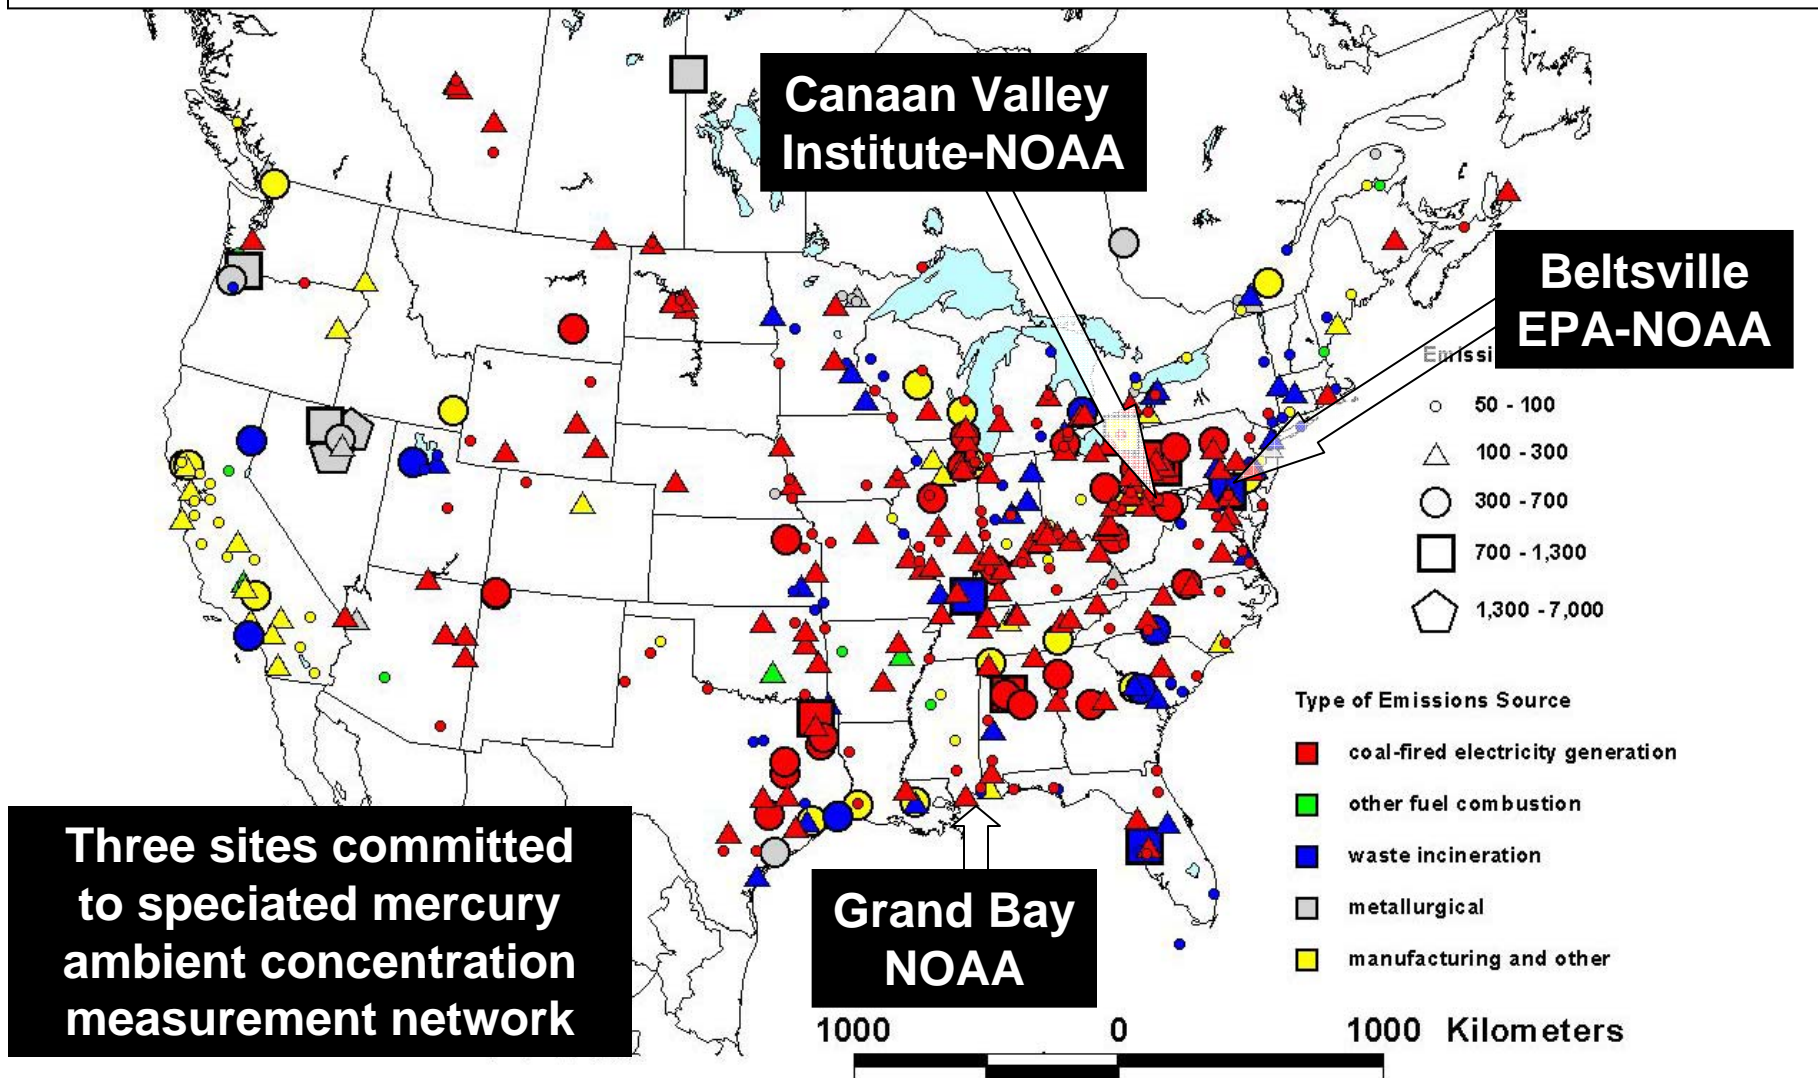 Canaan Valley
Institute-NOAA
Beltsville
EPA-NOAA
50 - 100
100 - 300
300 - 700
700 - 1,300
1,300 - 7,000
Type of Emissions Source
coal-fired electricity generation
other fuel combustion
waste incineration
metallurgical
manufacturing and other
Three sites committed
to speciated mercury
ambient concentration
measurement network
Grand Bay
NOAA
1000 0 1000 Kilometers